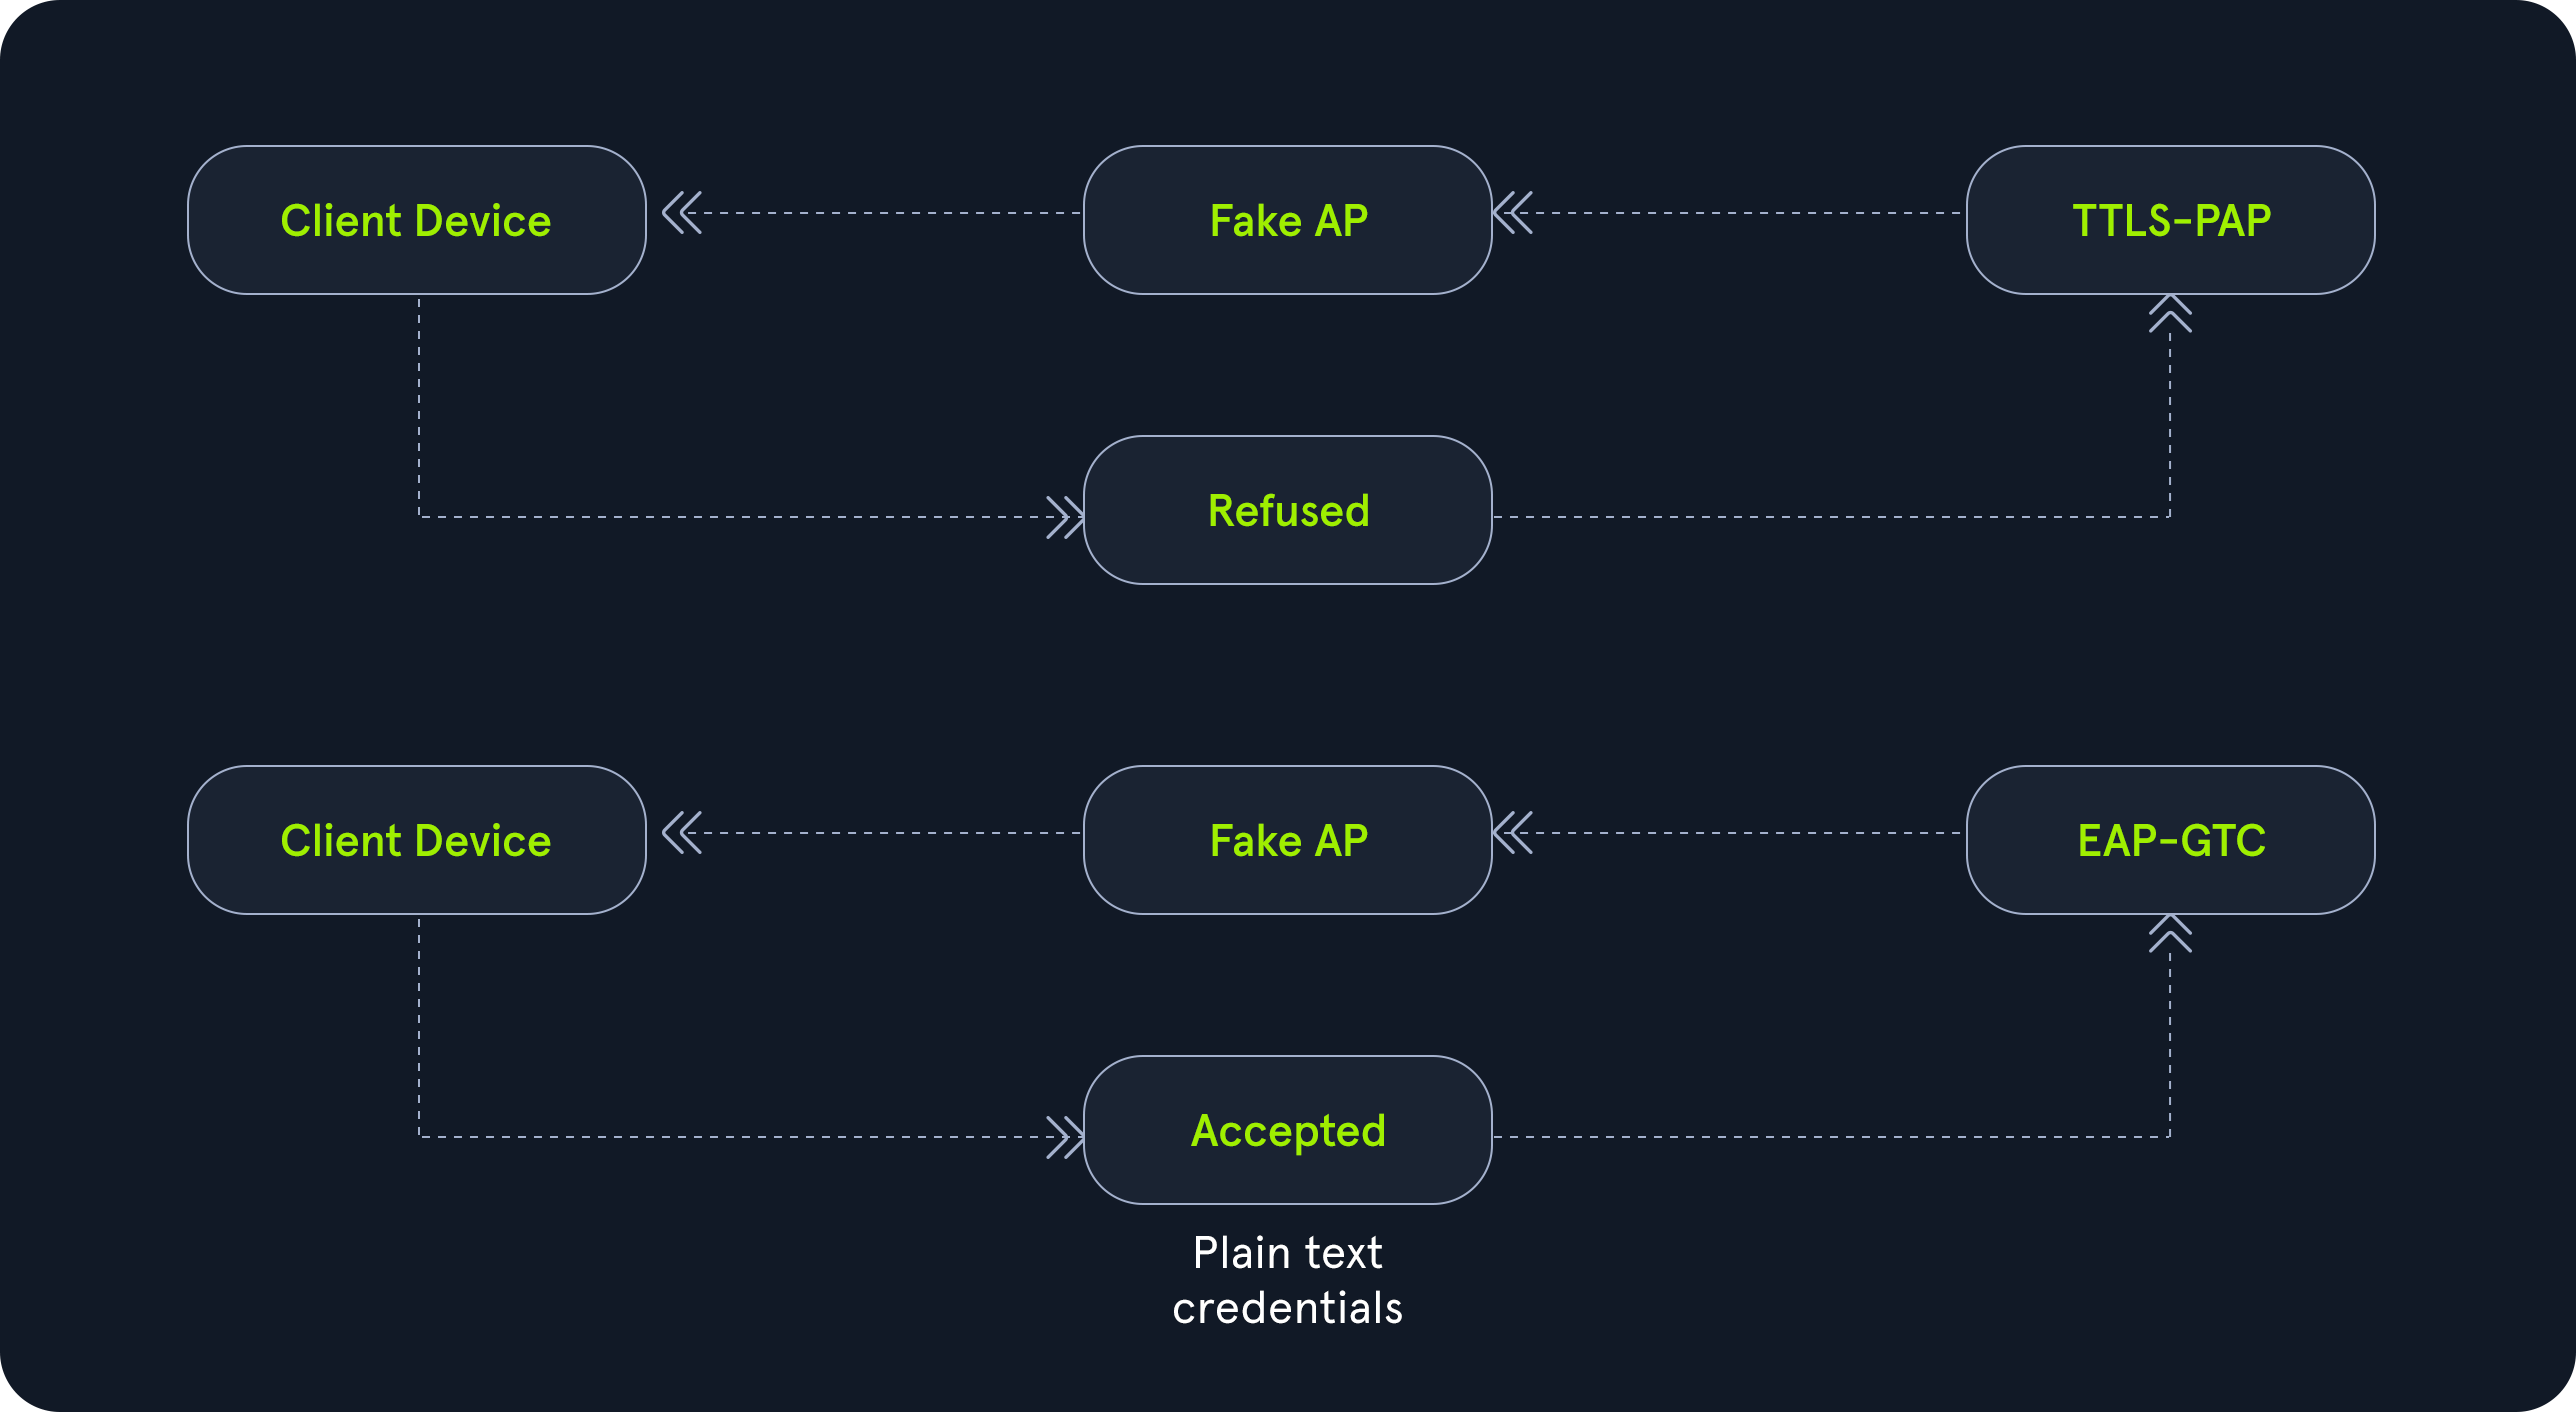 Client Device
Fake AP
TTLS-PAP
Refused
Client Device
Fake AP
EAP-GTC
Accepted
Plain text
credentials